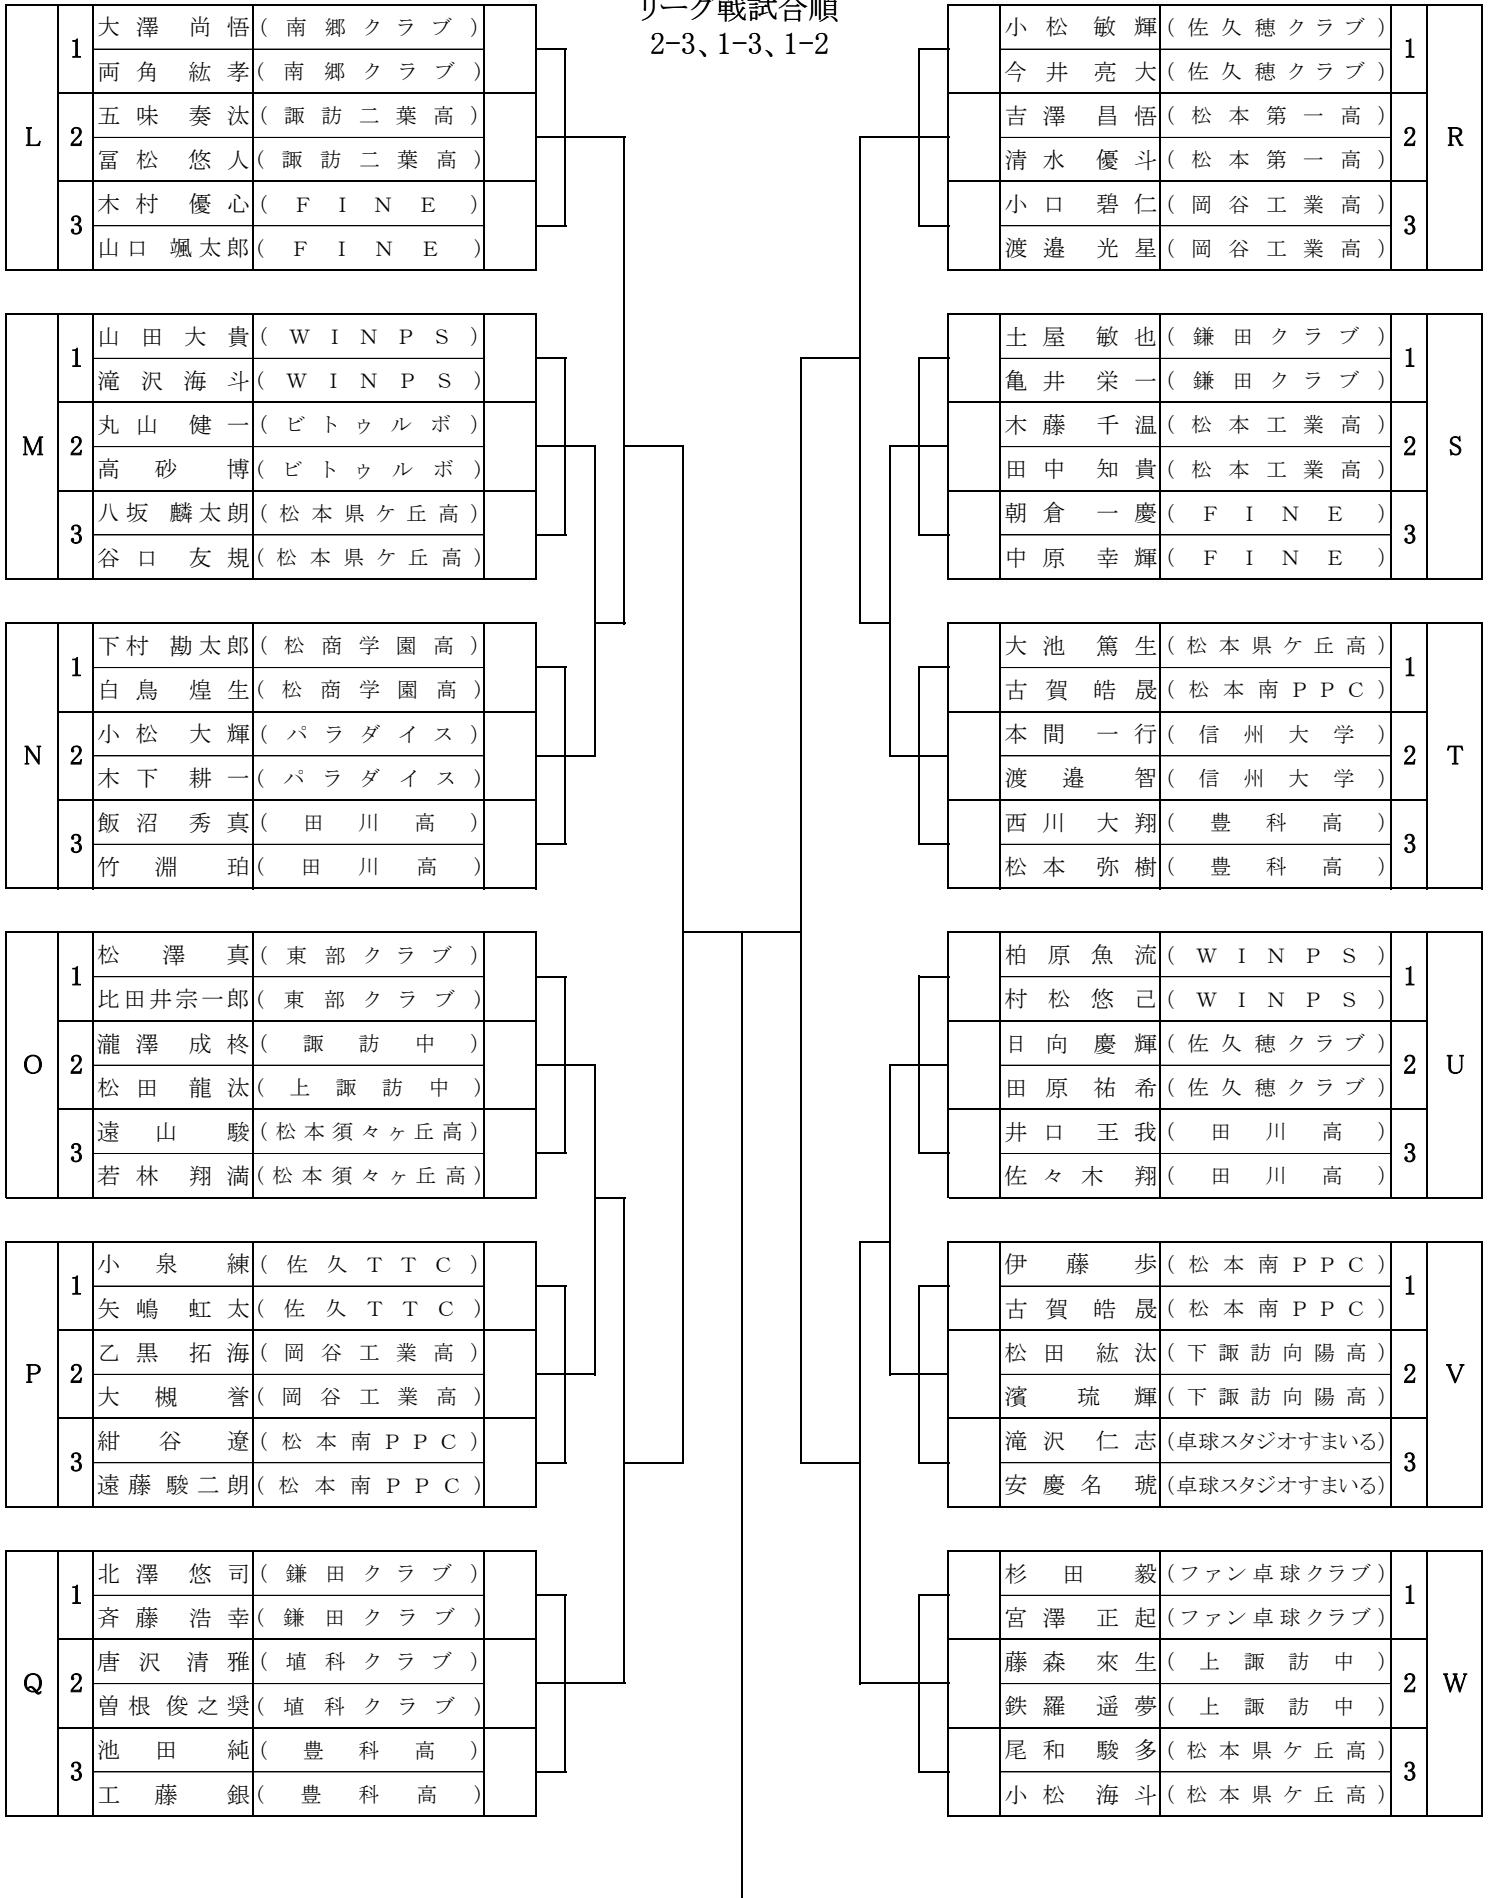 リーグ戦試合順
2-3、1-3、1-2
L
1
大澤 尚悟(南郷クラブ)
両角 紘孝(南郷クラブ)
2
五味 奏汰(諏訪二葉高)
冨松 悠人(諏訪二葉高)
3
木村 優心(FINE)
山口 颯太郎(FINE)
M
1
山田大貴(WINPS)
滝沢海斗(WINPS)
2
丸山 健一(ビトゥルボ)
高砂 博(ビトゥルボ)
3
八坂 麟太朗(松本県ケ丘高)
谷口 友規(松本県ケ丘高)
N
1
下村 勘太郎(松商学園高)
白鳥 煌生(松商学園高)
2
小松 大輝(パラダイス)
木下 耕一(パラダイス)
3
飯沼 秀真(田川高)
竹淵 珀(田川高)
O
1
松澤真(東部クラブ)
比田井宗一郎(東部クラブ)
2
瀧澤 成柊(諏訪中)
松田 龍汰(上諏訪中)
3
遠山 駿(松本須々ヶ丘高)
若林 翔満(松本須々ヶ丘高)
P
1
小泉 練(佐久TTC)
矢嶋 虹太(佐久TTC)
2
乙黒 拓海(岡谷工業高)
大槻 誉(岡谷工業高)
3
紺谷 遼(松本南PPC)
遠藤駿二朗(松本南PPC)
Q
1
北澤 悠司(鎌田クラブ)
斉藤 浩幸(鎌田クラブ)
2
唐沢 清雅(埴科クラブ)
曽根俊之奨(埴科クラブ)
3
池田 純(豊科高)
工藤 銀(豊科高)
R
1
小松 敏輝(佐久穂クラブ)
今井 亮大(佐久穂クラブ)
2
吉澤 昌悟(松本第一高)
清水 優斗(松本第一高)
3
小口 碧仁(岡谷工業高)
渡邉 光星(岡谷工業高)
S
1
土屋 敏也(鎌田クラブ)
亀井 栄一(鎌田クラブ)
2
木藤 千温(松本工業高)
田中 知貴(松本工業高)
3
朝倉 一慶(FINE)
中原 幸輝(FINE)
T
1
大池 篤生(松本県ケ丘高)
古賀 皓晟(松本南PPC)
2
本間 一行(信州大学)
渡邉 智(信州大学)
3
西川 大翔(豊科高)
松本 弥樹(豊科高)
U
1
柏原魚流(WINPS)
村松悠己(WINPS)
2
日向慶輝(佐久穂クラブ)
田原祐希(佐久穂クラブ)
3
井口 王我(田川高)
佐々木 翔(田川高)
V
1
伊藤 歩(松本南PPC)
古賀 皓晟(松本南PPC)
2
松田 紘汰(下諏訪向陽高)
濱 琉輝(下諏訪向陽高)
3
滝沢 仁志(卓球スタジオすまいる)
安慶名 琥(卓球スタジオすまいる)
W
1
杉田 毅(ファン卓球クラブ)
宮澤 正起(ファン卓球クラブ)
2
藤森 來生(上諏訪中)
鉄羅 遥夢(上諏訪中)
3
尾和 駿多(松本県ケ丘高)
小松 海斗(松本県ケ丘高)